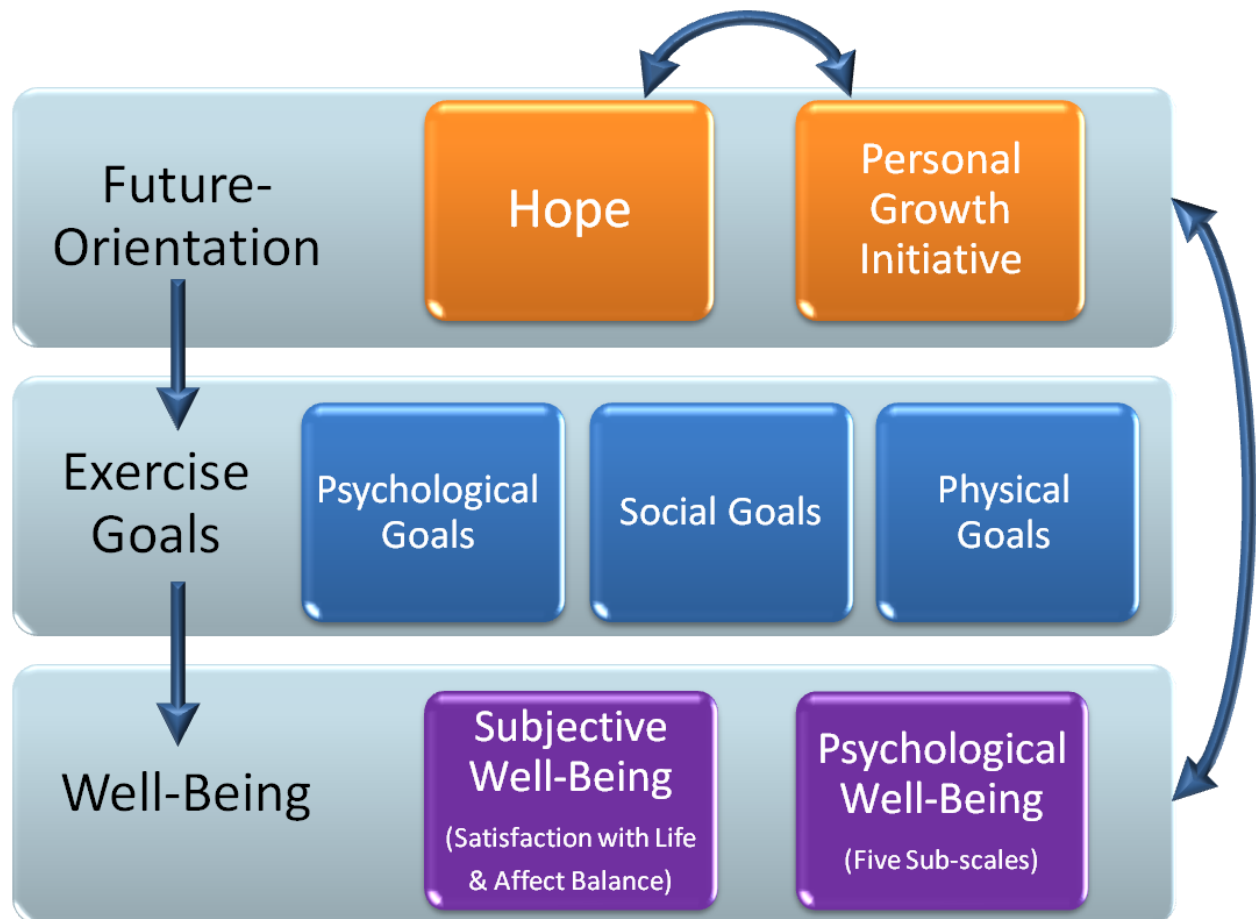 Future-
Orientation
Hope
Personal
Growth
Initiative
Exercise
Goals
Psychological
Goals
Social Goals
Physical
Goals
Well-Being
Subjective
Well-Being
(Satisfaction with Life
& Affect Balance)
Psychological
Well-Being
(Five Sub-scales)